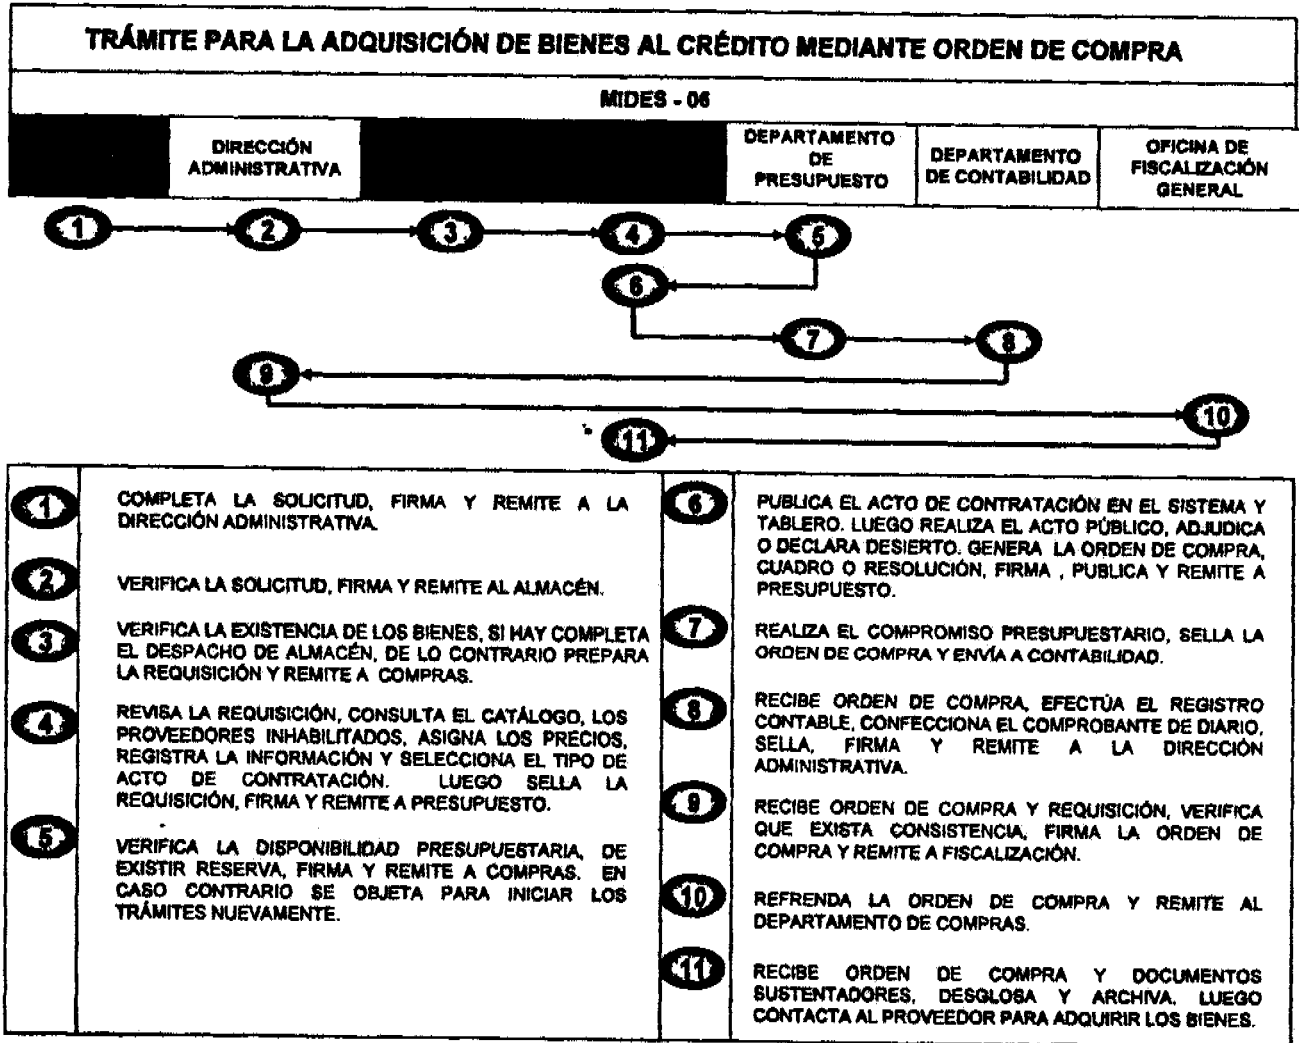 TRÁMITE PARA LA ADQUISICIÓN DE BIENES AL CRÉDITO MEDIANTE ORDEN DE COMPRA
MIDES - 06
DIRECCIÓN
ADMINISTRATIVA
DEPARTAMENTO
DE
PRESUPUESTO
DEPARTAMENTO
DE CONTABILIDAD
OFICINA DE
FISCALIZACIÓN
GENERAL
1
2
3
4
5
6
7
8
9
10
11
1
COMPLETA LA SOLICITUD, FIRMA Y REMITE A LA
DIRECCIÓN ADMINISTRATIVA.
2
VERIFICA LA SOLICITUD, FIRMA Y REMITE AL ALMACÉN.
3
VERIFICA LA EXISTENCIA DE LOS BIENES, SI HAY COMPLETA
EL DESPACHO DE ALMACÉN, DE LO CONTRARIO PREPARA
LA REQUISICIÓN Y REMITE A COMPRAS.
4
REVISA LA REQUISICIÓN, CONSULTA EL CATÁLOGO, LOS
PROVEEDORES INHABILITADOS, ASIGNA LOS PRECIOS,
REGISTRA LA INFORMACIÓN Y SELECCIONA EL TIPO DE
ACTO DE CONTRATACIÓN. LUEGO SELLA LA
REQUISICIÓN, FIRMA Y REMITE A PRESUPUESTO.
5
VERIFICA LA DISPONIBILIDAD PRESUPUESTARIA, DE
EXISTIR RESERVA, FIRMA Y REMITE A COMPRAS. EN
CASO CONTRARIO SE OBJETA PARA INICIAR LOS
TRÁMITES NUEVAMENTE.
6
PUBLICA EL ACTO DE CONTRATACIÓN EN EL SISTEMA Y
TABLERO. LUEGO REALIZA EL ACTO PÚBLICO, ADJUDICA
O DECLARA DESIERTO. GENERA LA ORDEN DE COMPRA,
CUADRO O RESOLUCIÓN, FIRMA , PUBLICA Y REMITE A
PRESUPUESTO.
7
REALIZA EL COMPROMISO PRESUPUESTARIO, SELLA LA
ORDEN DE COMPRA Y ENVÍA A CONTABILIDAD.
8
RECIBE ORDEN DE COMPRA, EFECTÚA EL REGISTRO
CONTABLE, CONFECCIONA EL COMPROBANTE DE DIARIO,
SELLA, FIRMA Y REMITE A LA DIRECCIÓN
ADMINISTRATIVA.
9
RECIBE ORDEN DE COMPRA Y REQUISICIÓN, VERIFICA
QUE EXISTA CONSISTENCIA, FIRMA LA ORDEN DE
COMPRA Y REMITE A FISCALIZACIÓN.
10
REFRENDA LA ORDEN DE COMPRA Y REMITE AL
DEPARTAMENTO DE COMPRAS.
11
RECIBE ORDEN DE COMPRA Y DOCUMENTOS
SUSTENTADORES, DESGLOSA Y ARCHIVA. LUEGO
CONTACTA AL PROVEEDOR PARA ADQUIRIR LOS BIENES.